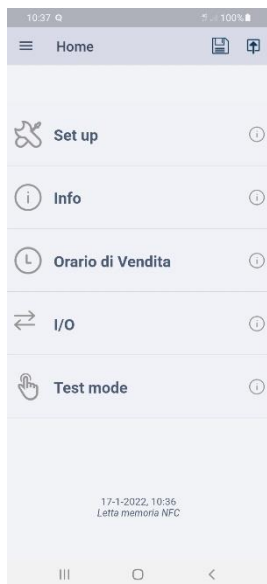 10:37 Q 100%
Home
Set up
Info
Orario di Vendita
I/O
Test mode
17-1-2022, 10:36
Letta memoria NFC